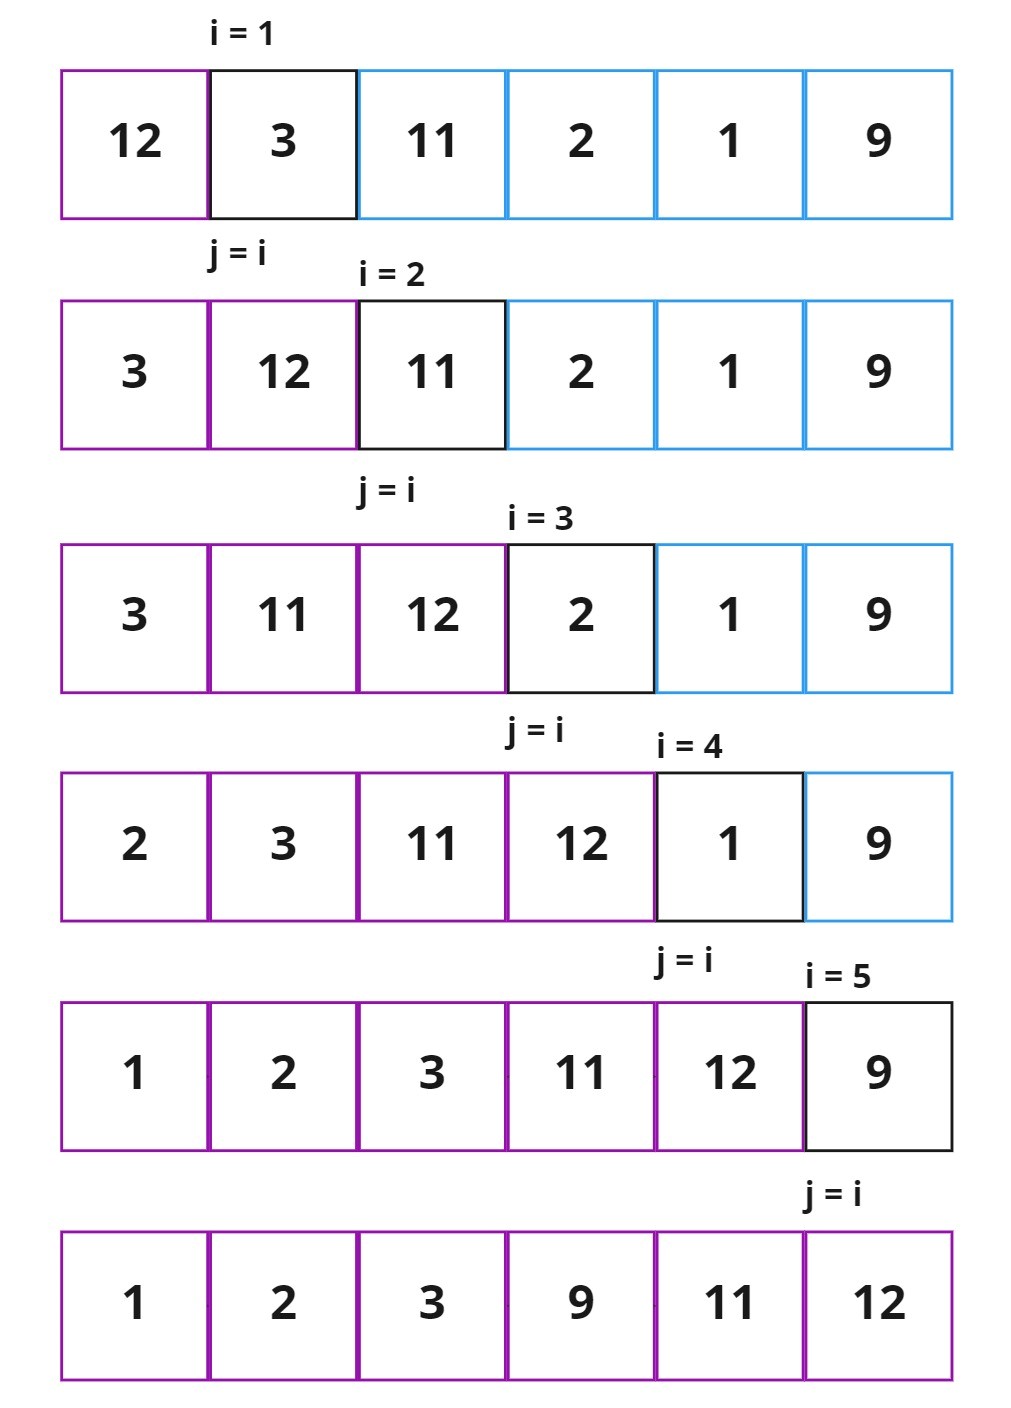 i = 1
12 3 11 2 1 9
j = i
i = 2
3 12 11 2 1 9
j = i
i = 3
3 11 12 2 1 9
j = i
i = 4
2 3 11 12 1 9
j = i
i = 5
1 2 3 11 12 9
j = i
1 2 3 9 11 12